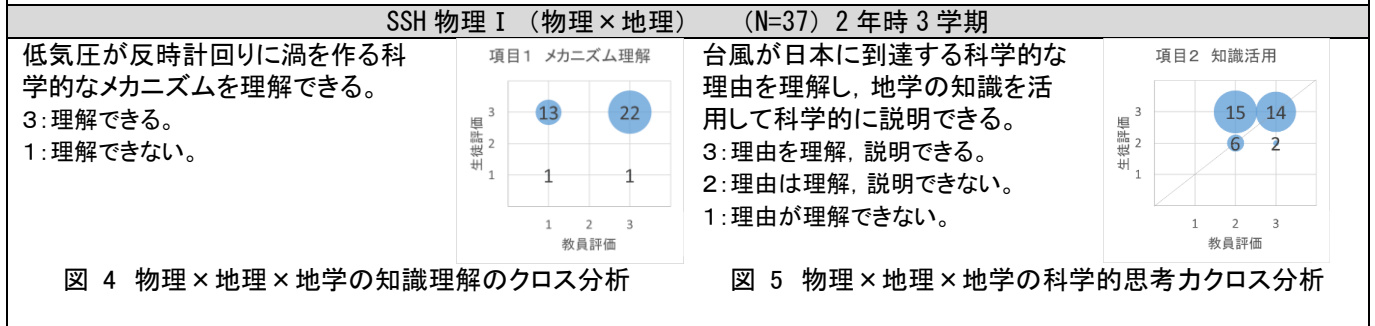 SSH 物理Ⅰ (物理×地理) (N=37) 2 年時 3 学期
低気圧が反時計回りに渦を作る科
学的なメカニズムを理解できる。
3:理解できる。
1:理解できない。
項目1 メカニズム理解
生徒評価
3
2
1
13
22
1
1
1 2 3
教員評価
台風が日本に到達する科学的な
理由を理解し,地学の知識を活
用して科学的に説明できる。
3:理由を理解,説明できる。
2:理由は理解,説明できない。
1:理由が理解できない。
項目2 知識活用
生徒評価
3
2
1
15
14
6
2
1 2 3
教員評価
図 4 物理×地理×地学の知識理解のクロス分析
図 5 物理×地理×地学の科学的思考力クロス分析